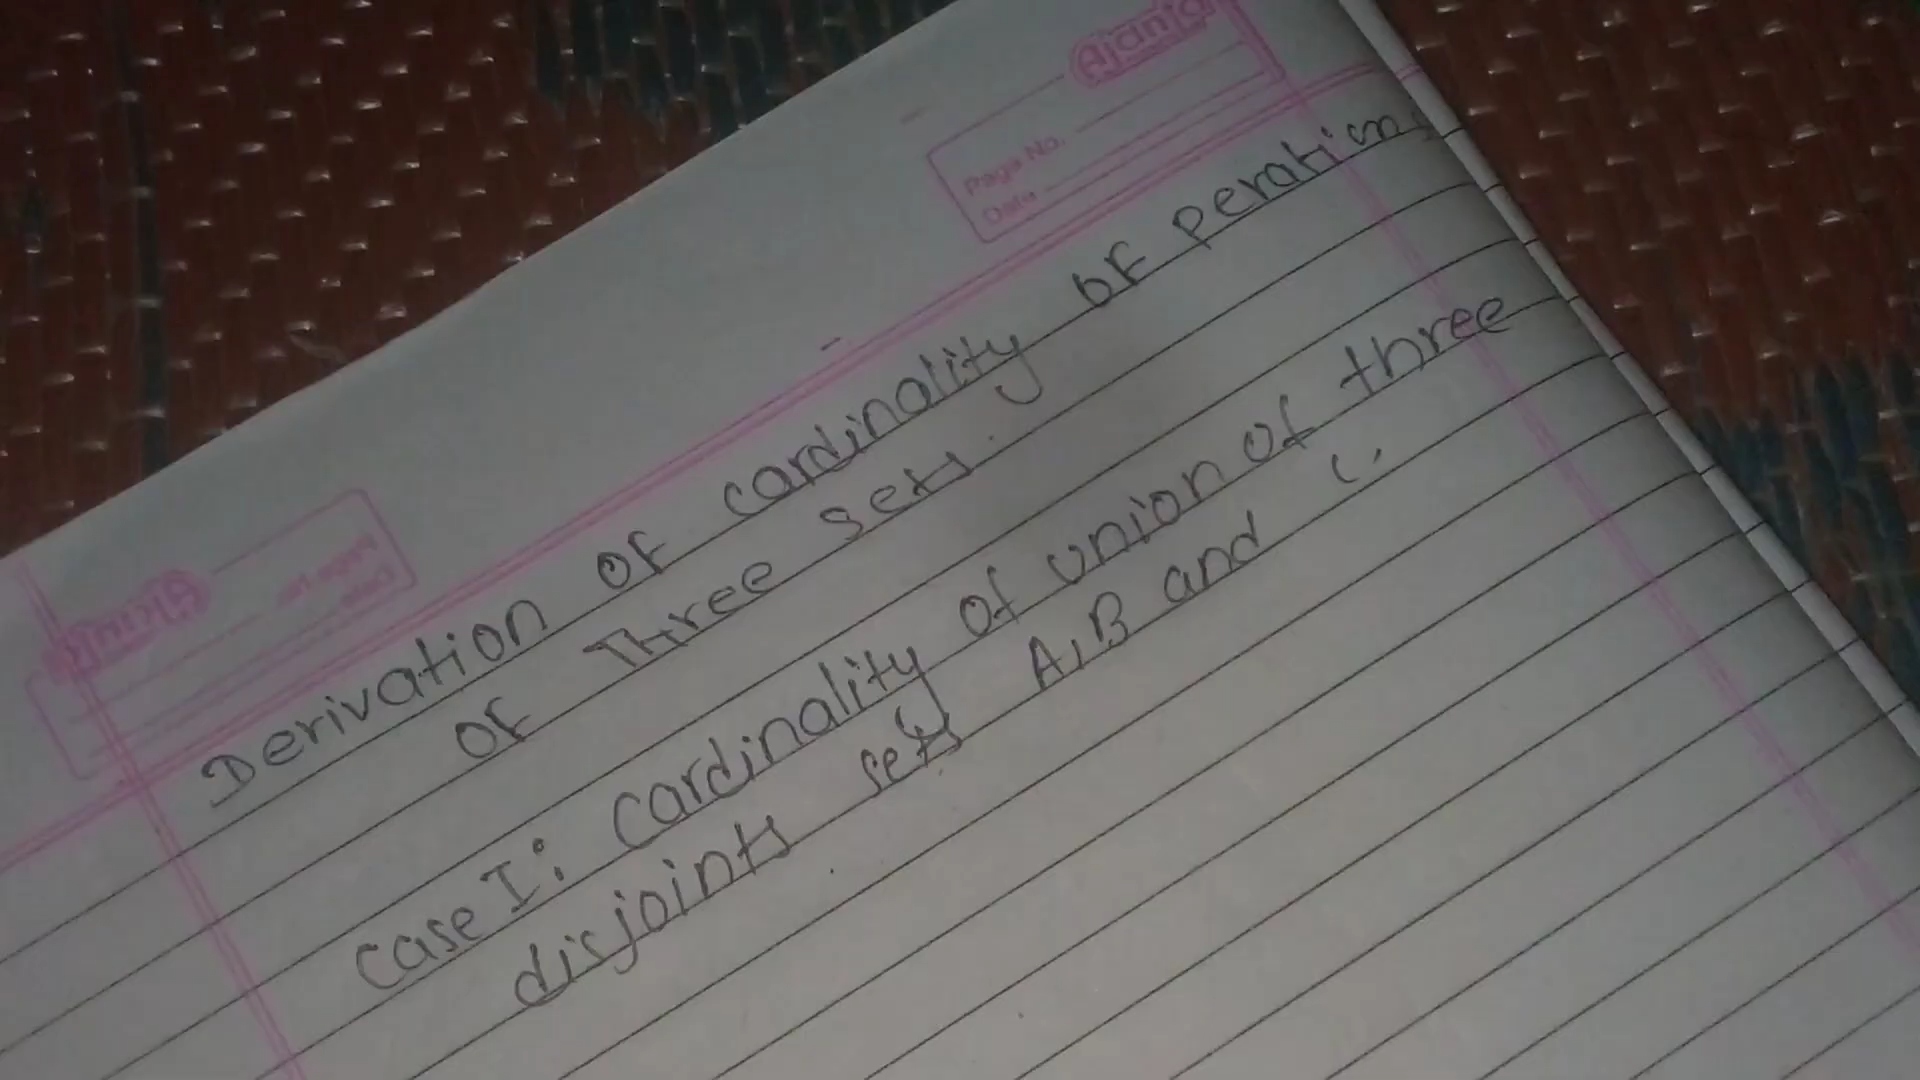 Ajanta
Page No.
Date
Derivation of cardinality of perations
of Three sets.
case I: cardinality of union of three
disjoints sets A, B and C.